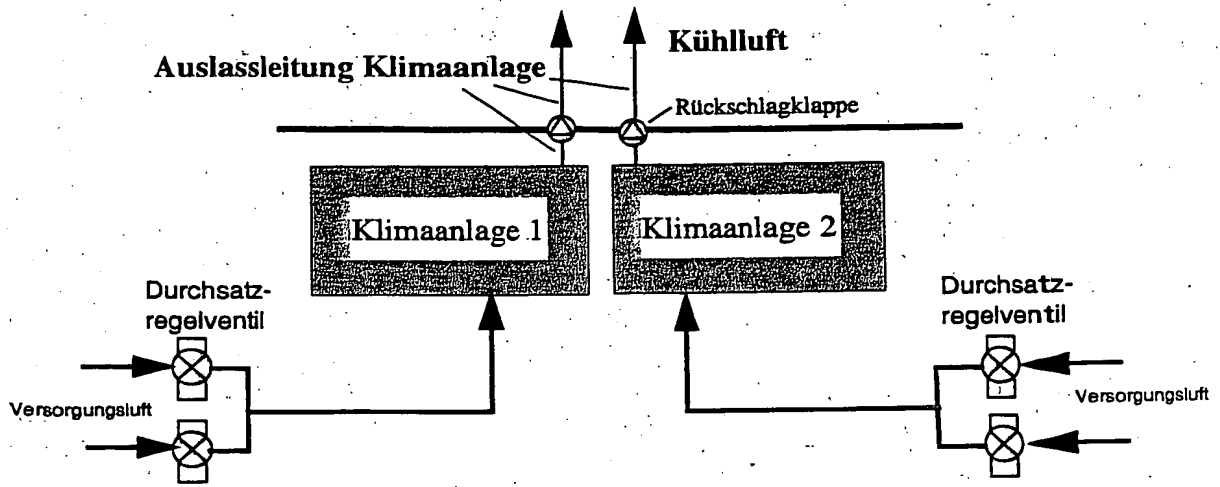 Kühlluft
Auslassleitung Klimaanlage
Rückschlagklappe
Klimaanlage 1
Klimaanlage 2
Durchsatz-
regelventil
Durchsatz-
regelventil
Versorgungsluft
Versorgungsluft